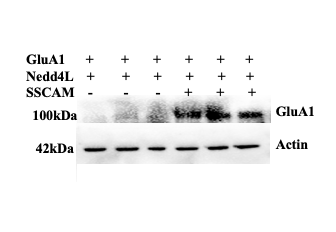 GluA1 + + + + + +
Nedd4L + + + + + +
SSCAM - - - + + +
100kDa GluA1
42kDa Actin